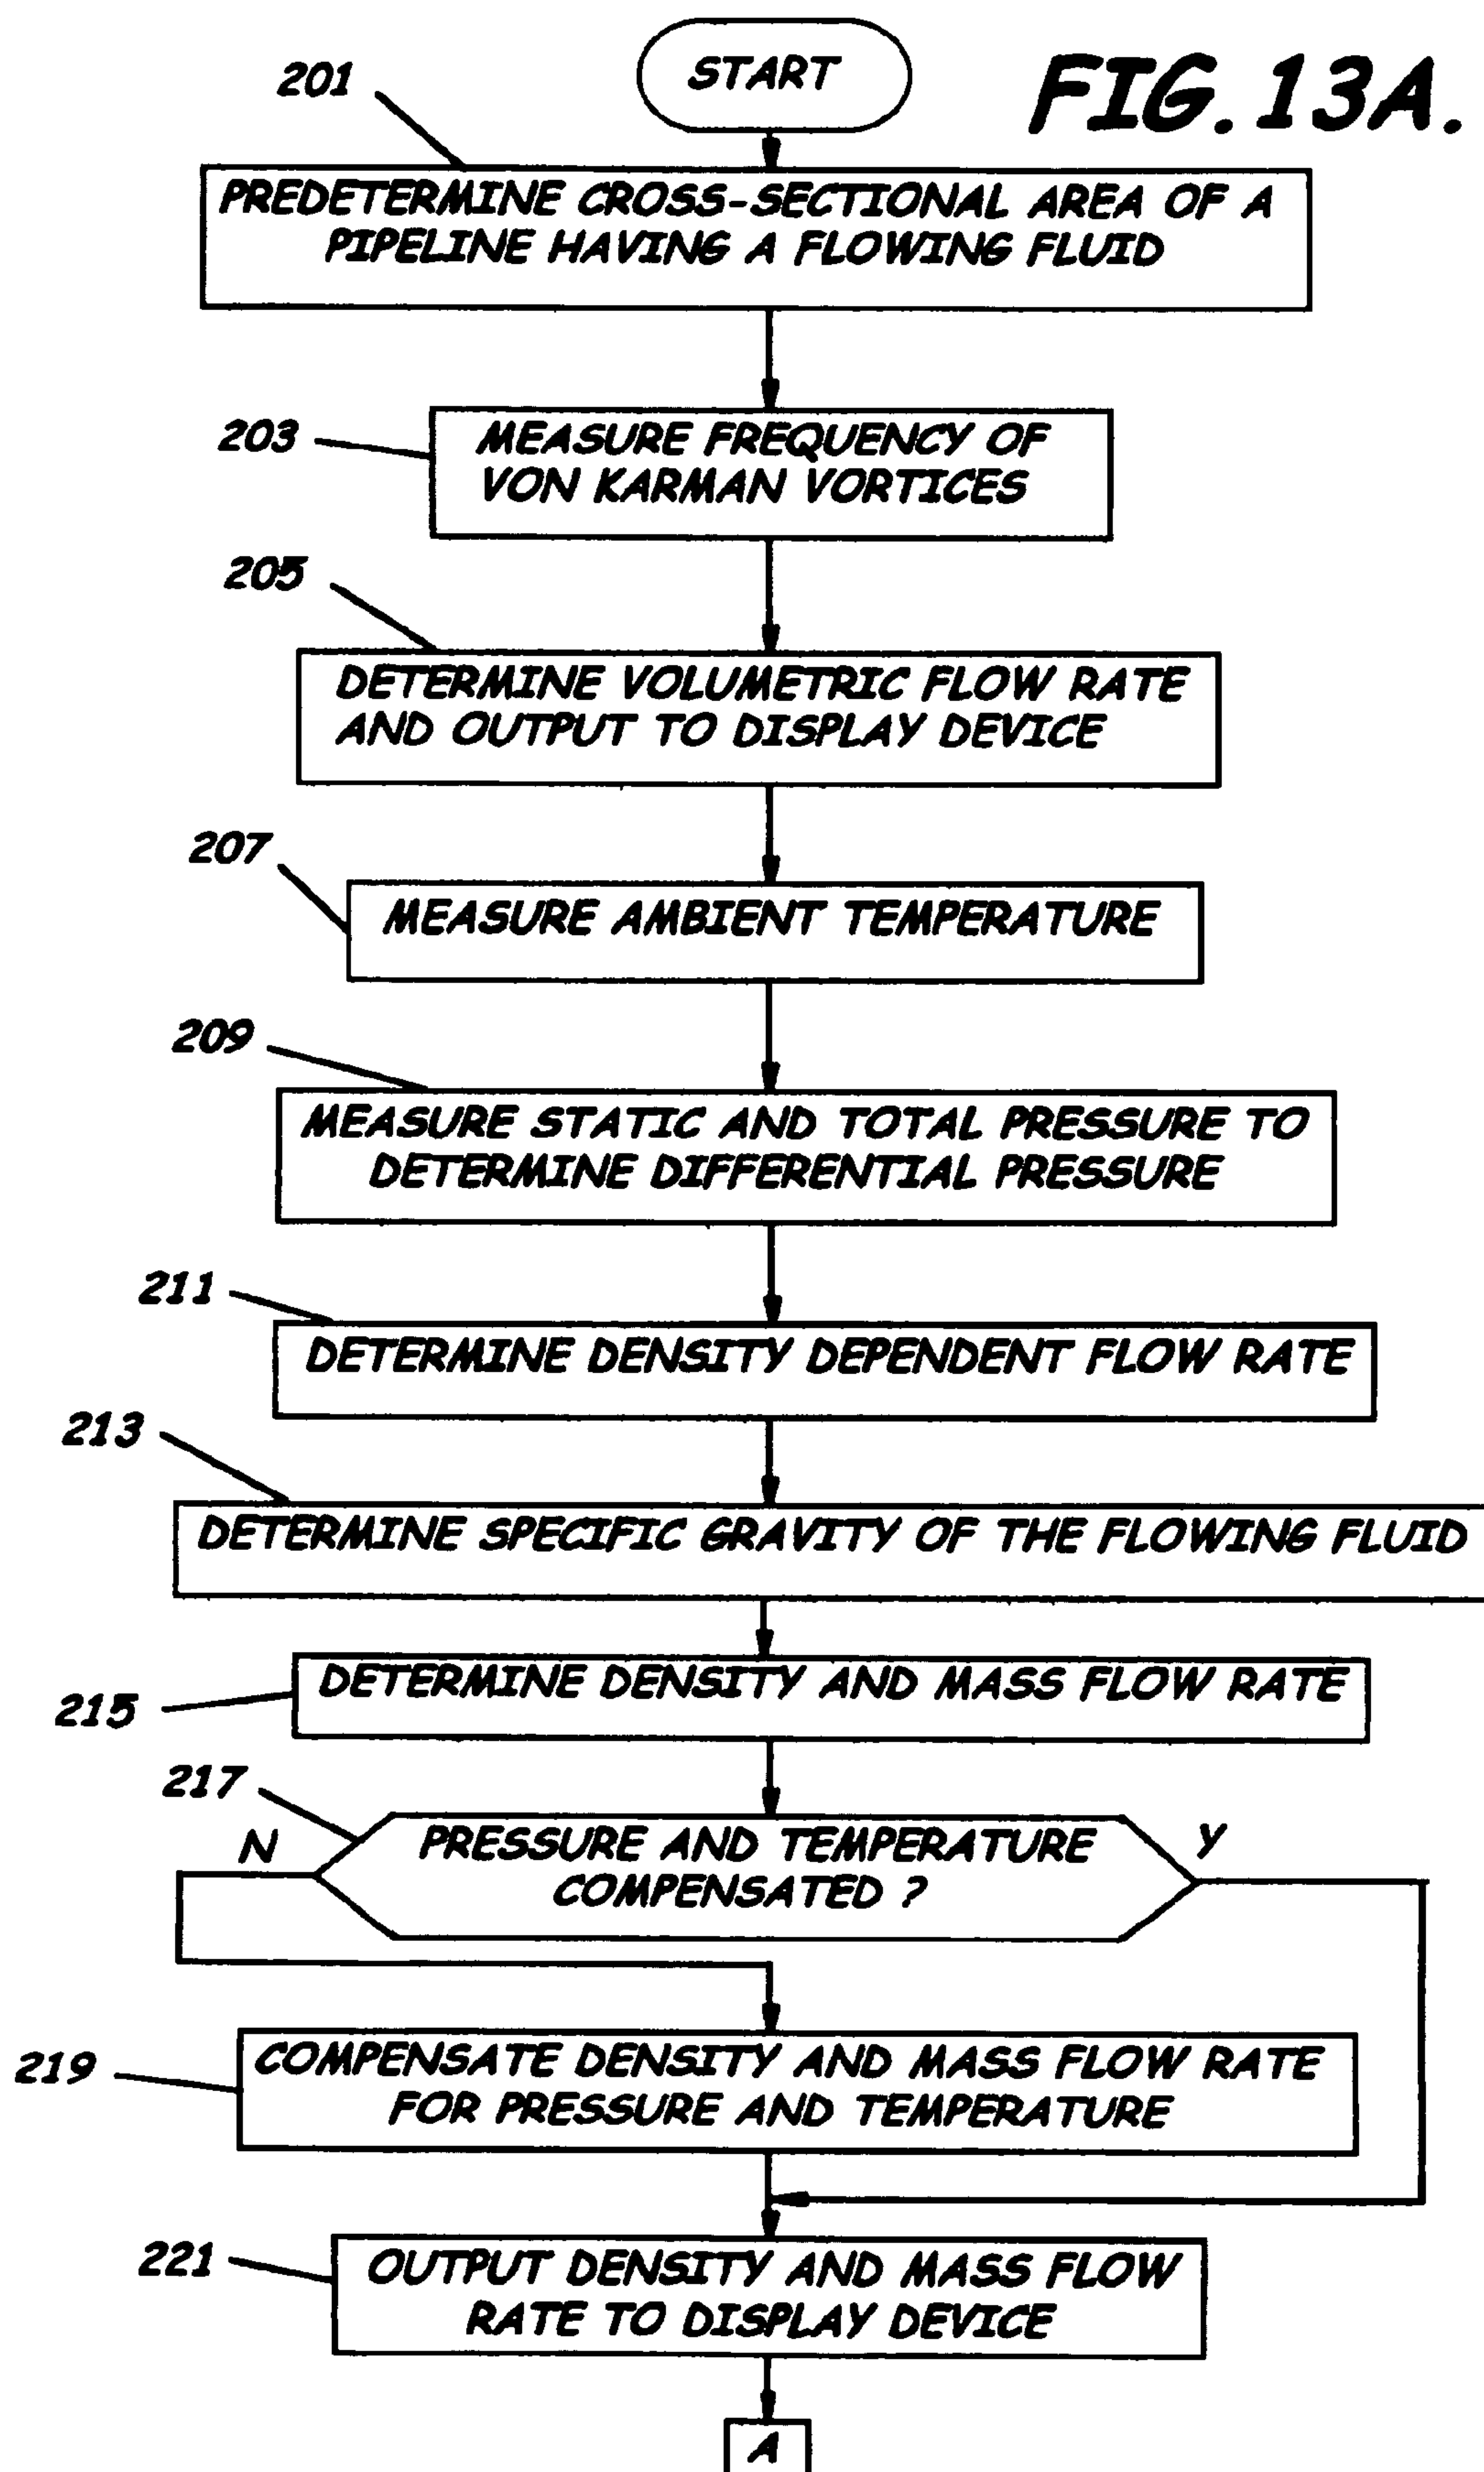 START
FIG. 13A.
201
PREDETERMINE CROSS-SECTIONAL AREA OF A
PIPELINE HAVING A FLOWING FLUID
203
MEASURE FREQUENCY OF
VON KARMAN VORTICES
205
DETERMINE VOLUMETRIC FLOW RATE
AND OUTPUT TO DISPLAY DEVICE
207
MEASURE AMBIENT TEMPERATURE
209
MEASURE STATIC AND TOTAL PRESSURE TO
DETERMINE DIFFERENTIAL PRESSURE
211
DETERMINE DENSITY DEPENDENT FLOW RATE
213
DETERMINE SPECIFIC GRAVITY OF THE FLOWING FLUID
215
DETERMINE DENSITY AND MASS FLOW RATE
217
N
PRESSURE AND TEMPERATURE
COMPENSATED ?
Y
219
COMPENSATE DENSITY AND MASS FLOW RATE
FOR PRESSURE AND TEMPERATURE
221
OUTPUT DENSITY AND MASS FLOW
RATE TO DISPLAY DEVICE
A